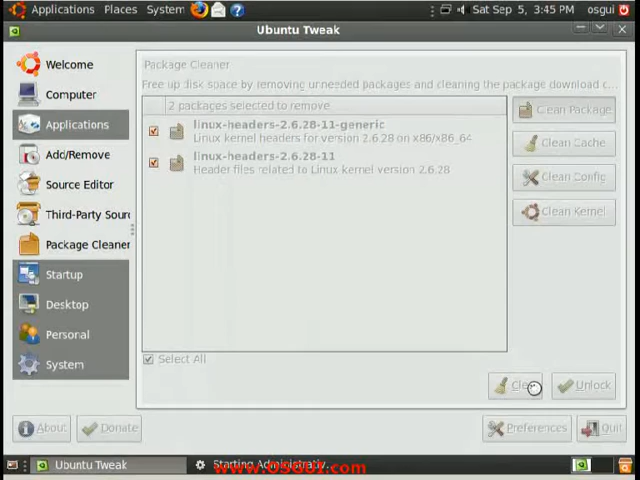 Applications Places System Sat Sep 5, 3:45 PM osgui
Ubuntu Tweak
Welcome
Computer
Applications
Add/Remove
Source Editor
Third-Party Sour
Package Cleaner
Startup
Desktop
Personal
System
Package Cleaner
Free up disk space by removing unneeded packages and cleaning the package download c...
2 packages selected to remove
linux-headers-2.6.28-11-generic
Linux kernel headers for version 2.6.28 on x86/x86_64
linux-headers-2.6.28-11
Header files related to Linux kernel version 2.6.28
Clean Package
Clean Cache
Clean Config
Clean Kernel
Select All
Unlock
About Donate Preferences Quit
Ubuntu Tweak Starting Administrativ
www.OSGUI.com